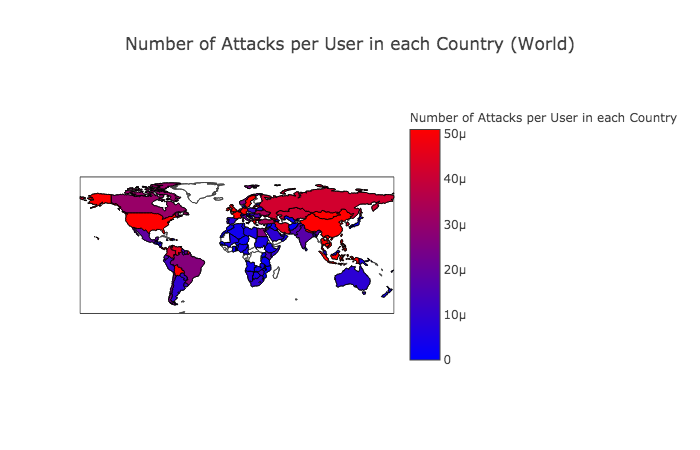 Number of Attacks per User in each Country (World)
Number of Attacks per User in each Country
50μ
40μ
30μ
20μ
10μ
0